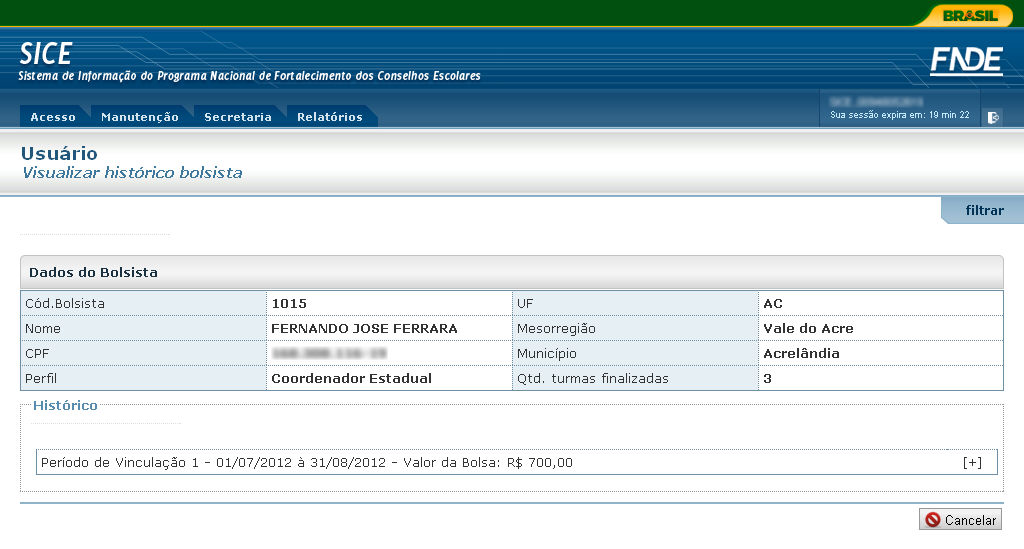 BRASIL
SICE
Sistema de Informação do Programa Nacional de Fortalecimento dos Conselhos Escolares
FNDE
Acesso Manutenção Secretaria Relatórios
Sua sessão expira em: 19 min 22
Usuário
Visualizar histórico bolsista
filtrar
Dados do Bolsista
Cód.Bolsista 1015 UF AC
Nome FERNANDO JOSE FERRARA Mesorregião Vale do Acre
CPF Município Acrelândia
Perfil Coordenador Estadual Qtd. turmas finalizadas 3
Histórico
Período de Vinculação 1 - 01/07/2012 à 31/08/2012 - Valor da Bolsa: R$ 700,00 [+]
Cancelar